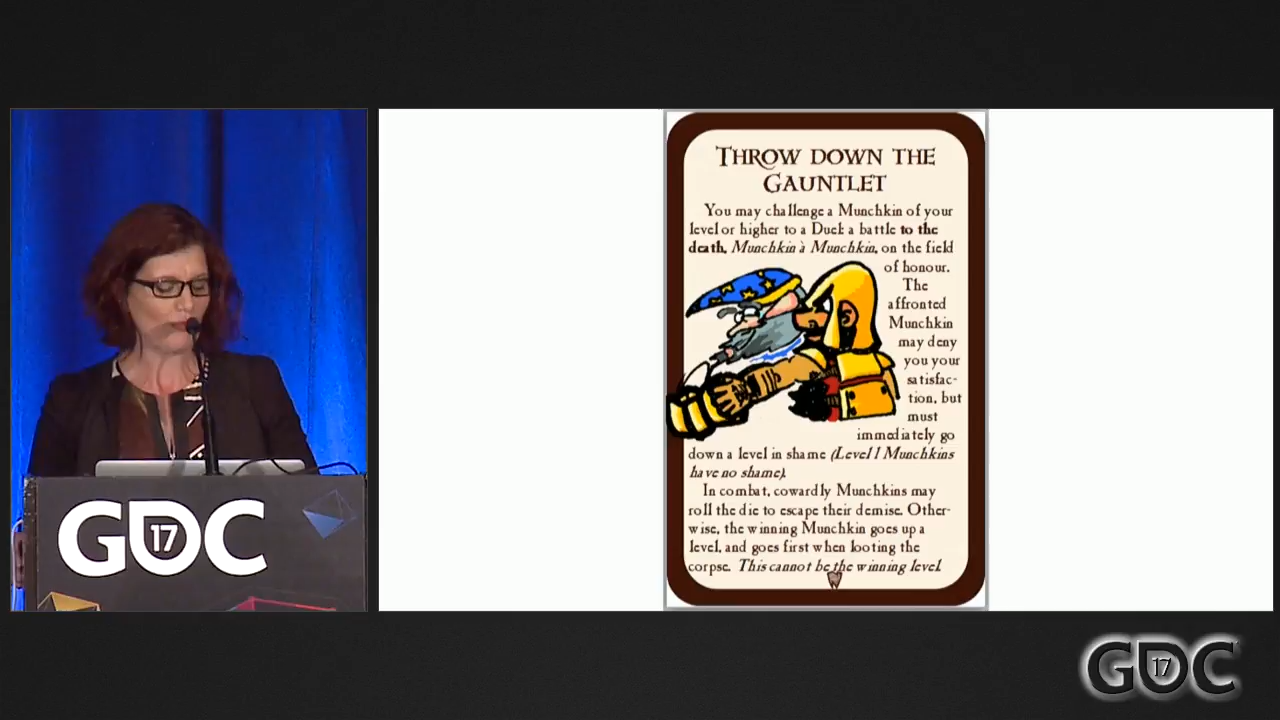 THROW DOWN THE
GAUNTLET
You may challenge a Munchkin of your
level or higher to a Duel: a battle to the
death, Munchkin à Munchkin, on the field
of honour.
The
affronted
Munchkin
may deny
you your
satisfac-
tion, but
must
immediately go
down a level in shame (Level 1 Munchkins
have no shame).
In combat, cowardly Munchkins may
roll the die to escape their demise. Other-
wise, the winning Munchkin goes up a
level, and goes first when looting the
corpse. This cannot be the winning level.
GDC
17
GDC
17